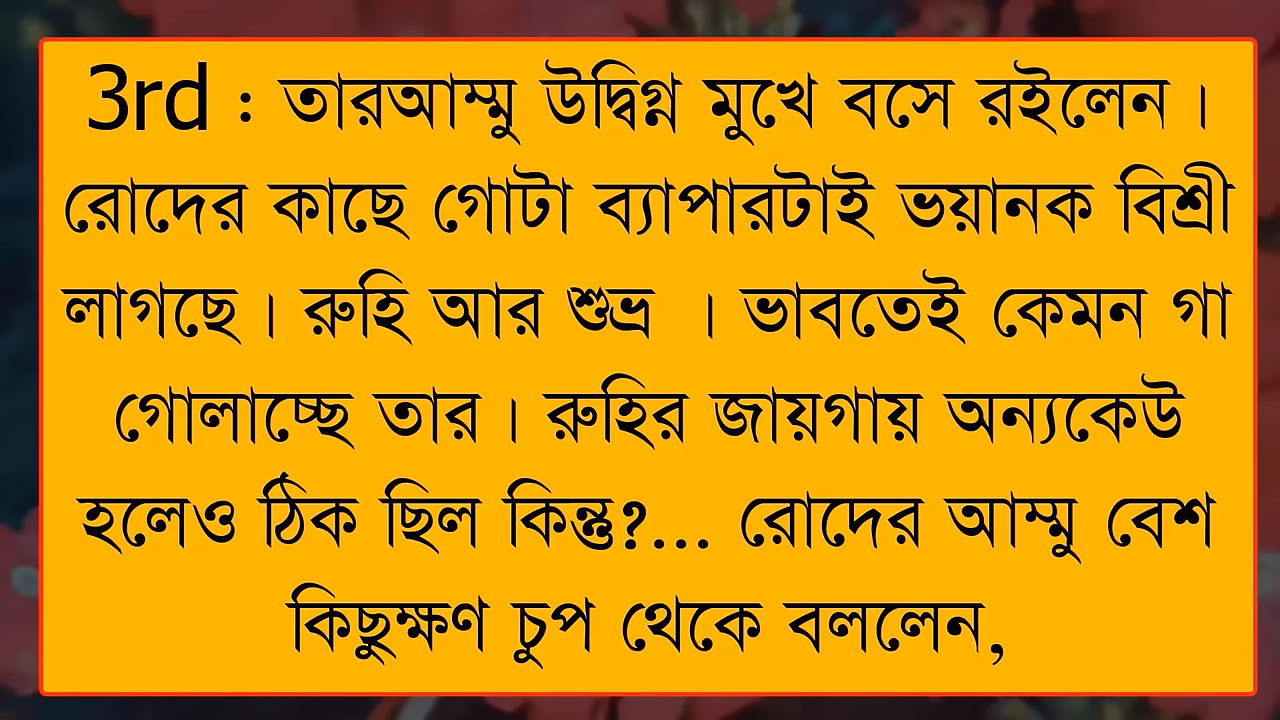 3rd : তারআম্মু উদ্বিগ্ন মুখে বসে রইলেন।
রোদের কাছে গোটা ব্যাপারটাই ভয়ানক বিশ্রী
লাগছে। রুহি আর শুভ্র । ভাবতেই কেমন গা
গোলাচ্ছে তার। রুহির জায়গায় অন্যকেউ
হলেও ঠিক ছিল কিন্তু?... রোদের আম্মু বেশ
কিছুক্ষণ চুপ থেকে বললেন,